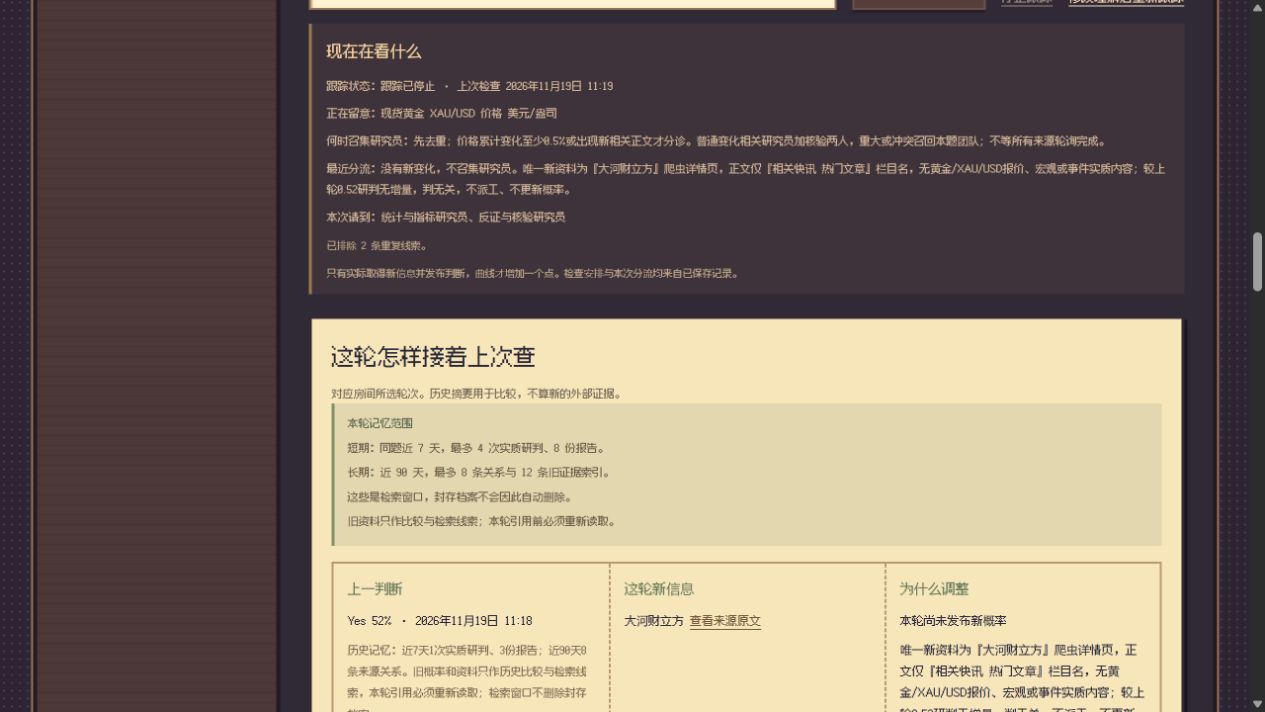 现在在看什么
跟踪状态：跟踪已停止 · 上次检查 2026年11月19日 11:19
正在留意：现货黄金 XAU/USD 价格 美元/盎司
何时召集研究员：先去重；价格累计变化至少0.5%或出现新相关正文才分诊。普通变化相关研究员加核验两人，重大或冲突召回本题团队；不等所有来源轮询完成。
最近分流：没有新变化，不召集研究员。唯一新资料为『大河财立方』爬虫详情页，正文仅『相关快讯 热门文章』栏目名，无黄金/XAU/USD报价、宏观或事件实质内容；较上
轮0.52研判无增量，判无关，不派工、不更新概率。
本次请到：统计与指标研究员、反证与核验研究员
已排除 2 条重复线索。
只有实际取得新信息并发布判断，曲线才增加一个点。检查安排与本次分流均来自已保存记录。
这轮怎样接着上次查
对应房间所选轮次。历史摘要用于比较，不算新的外部证据。
本轮记忆范围
短期：同题近 7 天，最多 4 次实质研判、8 份报告。
长期：近 90 天，最多 8 条关系与 12 条旧证据索引。
这些是检索窗口，封存档案不会因此自动删除。
旧资料只作比较与检索线索；本轮引用前必须重新读取。
上一判断
Yes 52% · 2026年11月19日 11:18
历史记忆：近7天1次实质研判、3份报告；近90天8
条来源关系。旧概率和资料只作历史比较与检索线
索，本轮引用必须重新读取；检索窗口不删除封存
这轮新信息
大河财立方 查看来源原文
为什么调整
本轮尚未发布新概率
唯一新资料为『大河财立方』爬虫详情页，正
文仅『相关快讯 热门文章』栏目名，无黄
金/XAU/USD报价、宏观或事件实质内容；较上